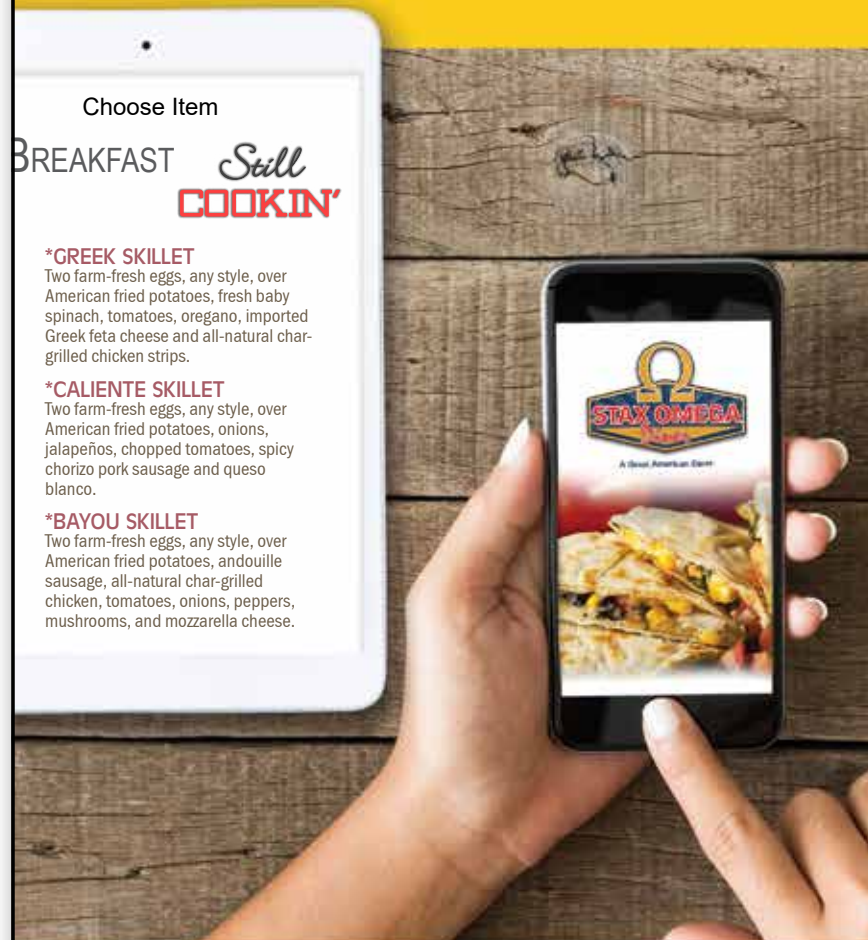 Choose Item
BREAKFAST
Still
COOKIN'
*GREEK SKILLET
Two farm-fresh eggs, any style, over
American fried potatoes, fresh baby
spinach, tomatoes, oregano, imported
Greek feta cheese and all-natural char-
grilled chicken strips.
*CALIENTE SKILLET
Two farm-fresh eggs, any style, over
American fried potatoes, onions,
jalapeños, chopped tomatoes, spicy
chorizo pork sausage and queso
blanco.
*BAYOU SKILLET
Two farm-fresh eggs, any style, over
American fried potatoes, andouille
sausage, all-natural char-grilled
chicken, tomatoes, onions, peppers,
mushrooms, and mozzarella cheese.
Ω
STAX OMEGA
A Great American Diner